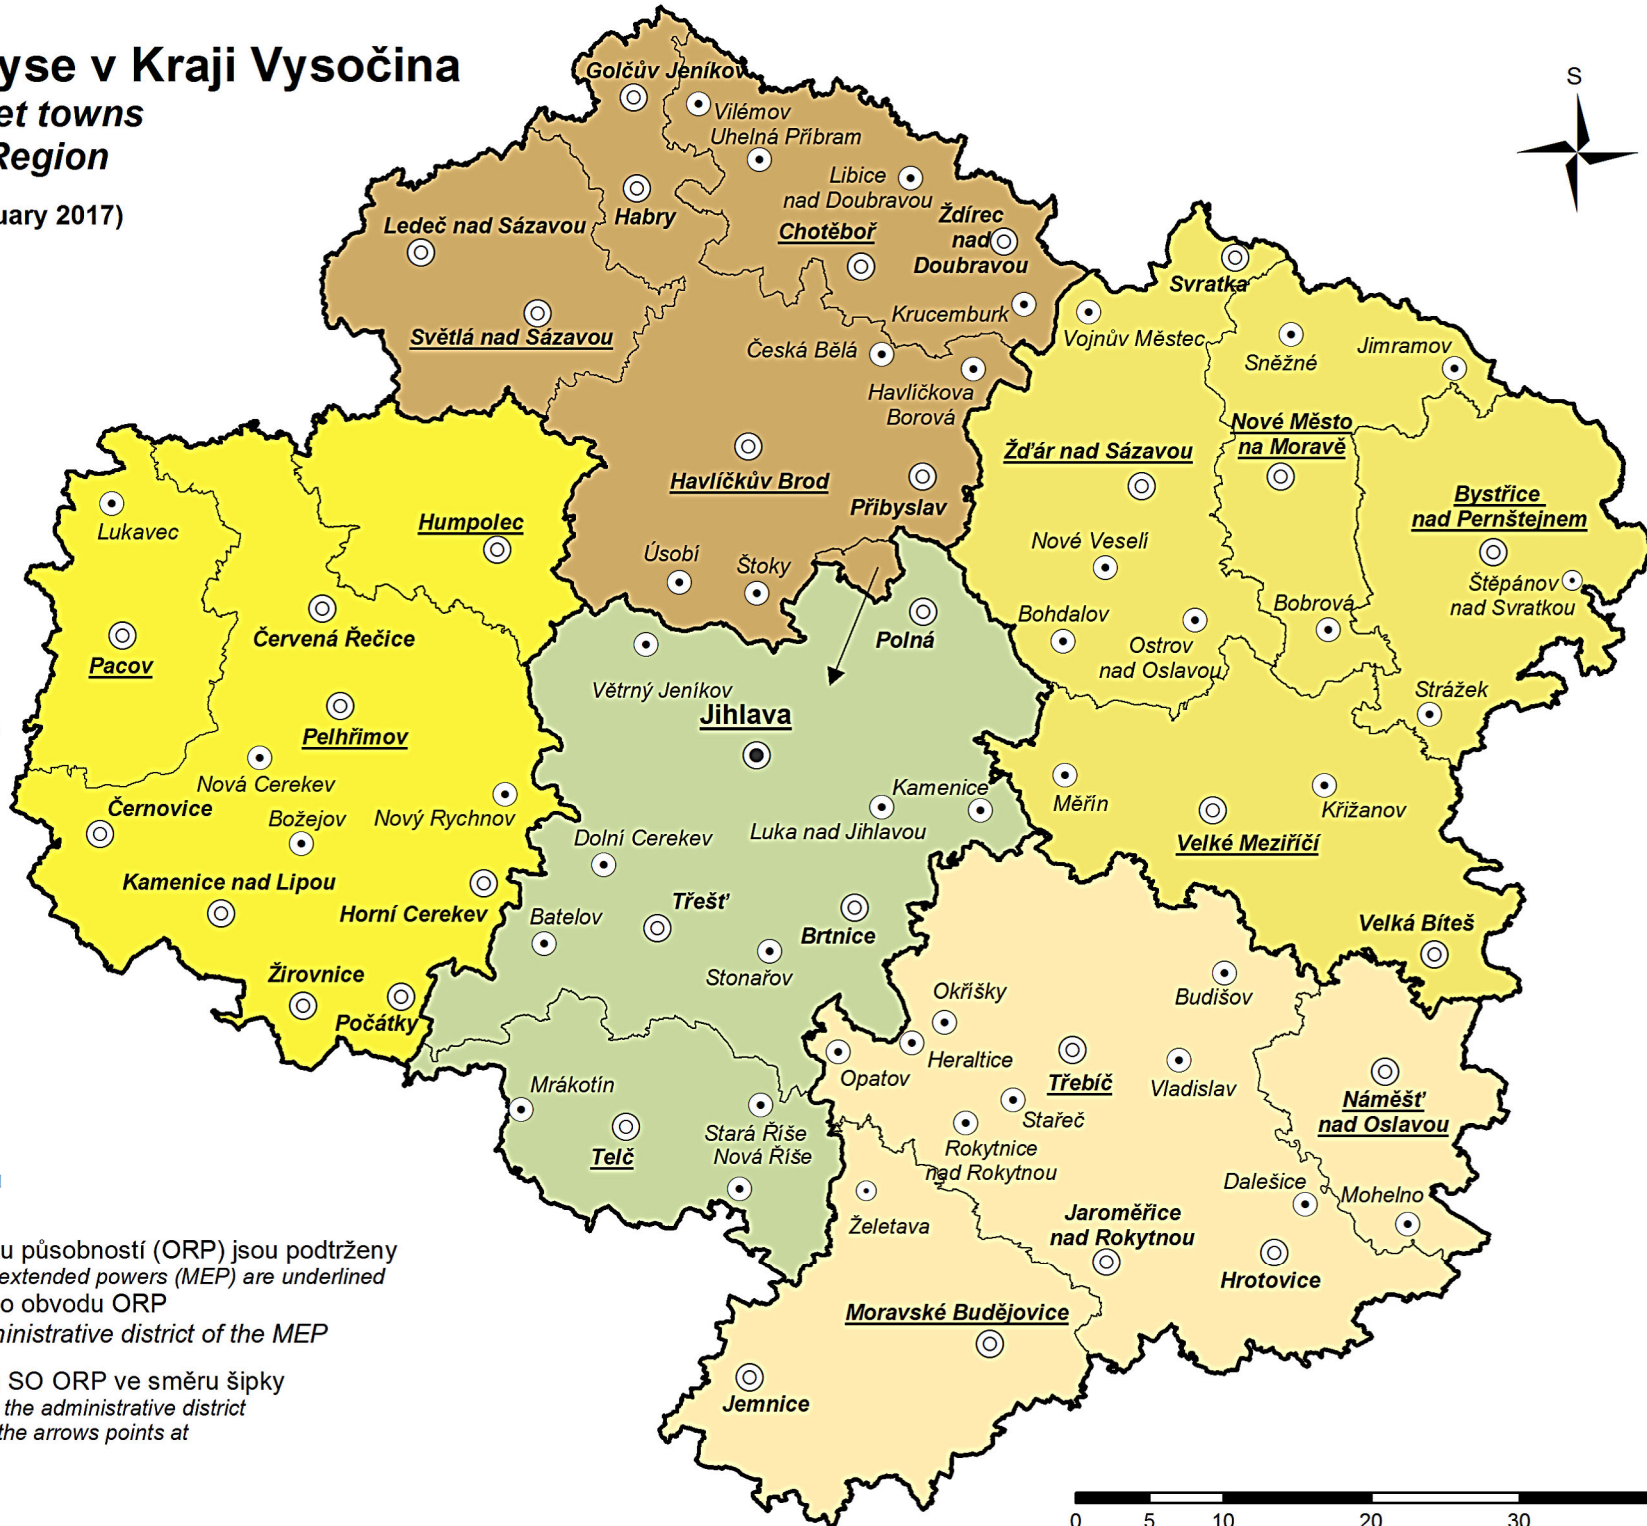 yse v Kraji Vysočina
et towns
Region
uary 2017)
S
Golčův Jeníkov
Vilémov
Uhelná Příbram
Libice
nad Doubravou
Habry
Ledeč nad Sázavou
Chotěboř
Ždírec
nad
Doubravou
Svratka
Krucemburk
Vojnův Městec
Světlá nad Sázavou
Česká Bělá
Sněžné
Jimramov
Havlíčkova
Borová
Nové Město
na Moravě
Žďár nad Sázavou
Havlíčkův Brod
Přibyslav
Bystřice
nad Pernštejnem
Lukavec
Humpolec
Úsobí
Štoky
Nové Veselí
Štěpánov
nad Svratkou
Bohdalov
Bobrová
Ostrov
nad Oslavou
Červená Řečice
Polná
Pacov
Větrný Jeníkov
Strážek
Jihlava
Pelhřimov
Nová Cerekev
Kamenice
Měřín
Křižanov
Černovice
Božejov
Nový Rychnov
Dolní Cerekev
Luka nad Jihlavou
Velké Meziříčí
Kamenice nad Lipou
Horní Cerekev
Batelov
Třešť
Brtnice
Velká Bíteš
Žirovnice
Stonařov
Budišov
Počátky
Okříšky
Heraltice
Opatov
Třebíč
Vladislav
Mrákotín
Stařeč
Náměšť
nad Oslavou
Stará Říše
Nová Říše
Telč
Rokytnice
nad Rokytnou
Dalešice
Mohelno
Želetava
Jaroměřice
nad Rokytnou
Hrotovice
u působností (ORP) jsou podtrženy
extended powers (MEP) are underlined
o obvodu ORP
ninistrative district of the MEP
Moravské Budějovice
SO ORP ve směru šipky
the administrative district
the arrows points at
Jemnice
0 5 10 20 30